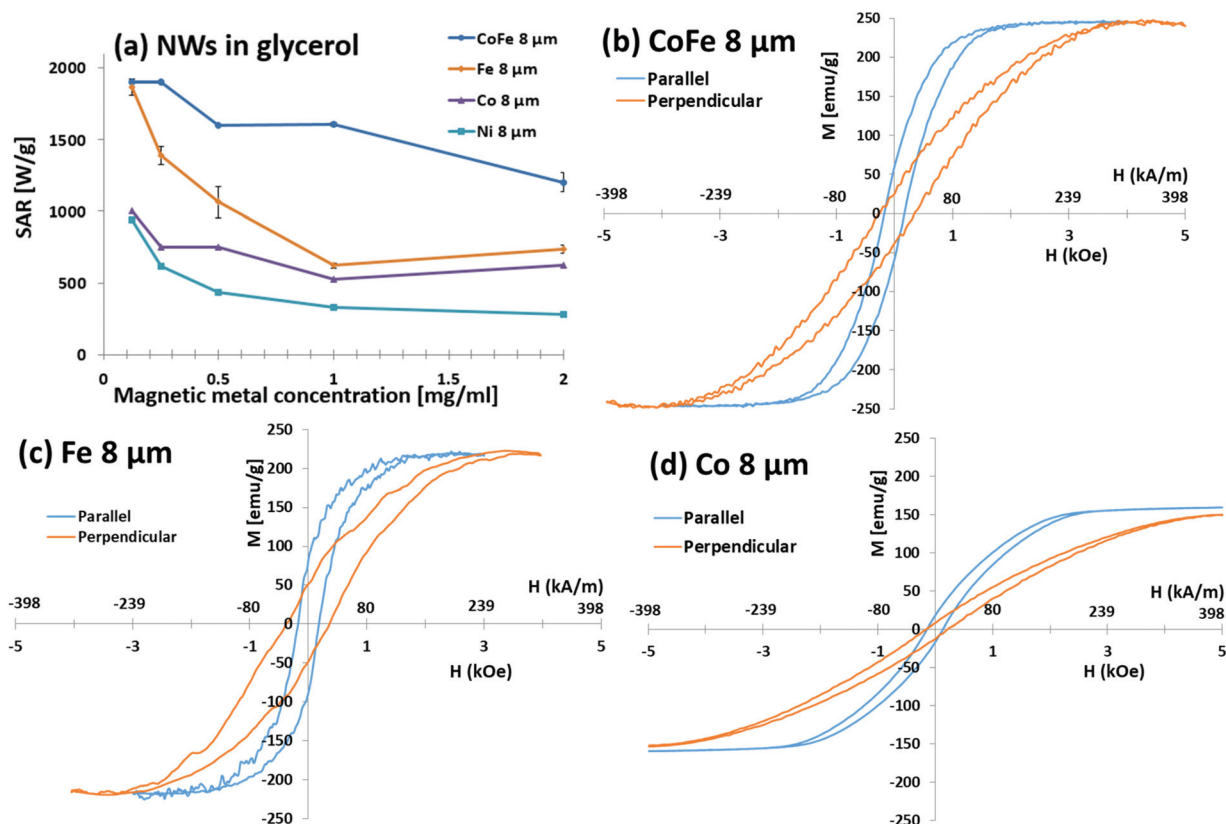 (a) NWs in glycerol
CoFe 8 µm
Fe 8 µm
Co 8 µm
Ni 8 µm
SAR [W/g]
2000
1500
1000
500
0
0 0.5 1 1.5 2
Magnetic metal concentration [mg/ml]
(b) CoFe 8 µm
Parallel
Perpendicular
M [emu/g]
250
200
150
100
50
0
-50
-100
-150
-200
-250
H (kA/m)
-398 -239 -80 80 239 398
-5 -3 -1 1 3 5
H (kOe)
(c) Fe 8 µm
Parallel
Perpendicular
M [emu/g]
250
200
150
100
50
0
-50
-100
-150
-200
-250
H (kA/m)
-398 -239 -80 80 239 398
-5 -3 -1 1 3 5
H (kOe)
(d) Co 8 µm
Parallel
Perpendicular
M [emu/g]
250
200
150
100
50
0
-50
-100
-150
-200
-250
H (kA/m)
-398 -239 -80 80 239 398
-5 -3 -1 1 3 5
H (kOe)